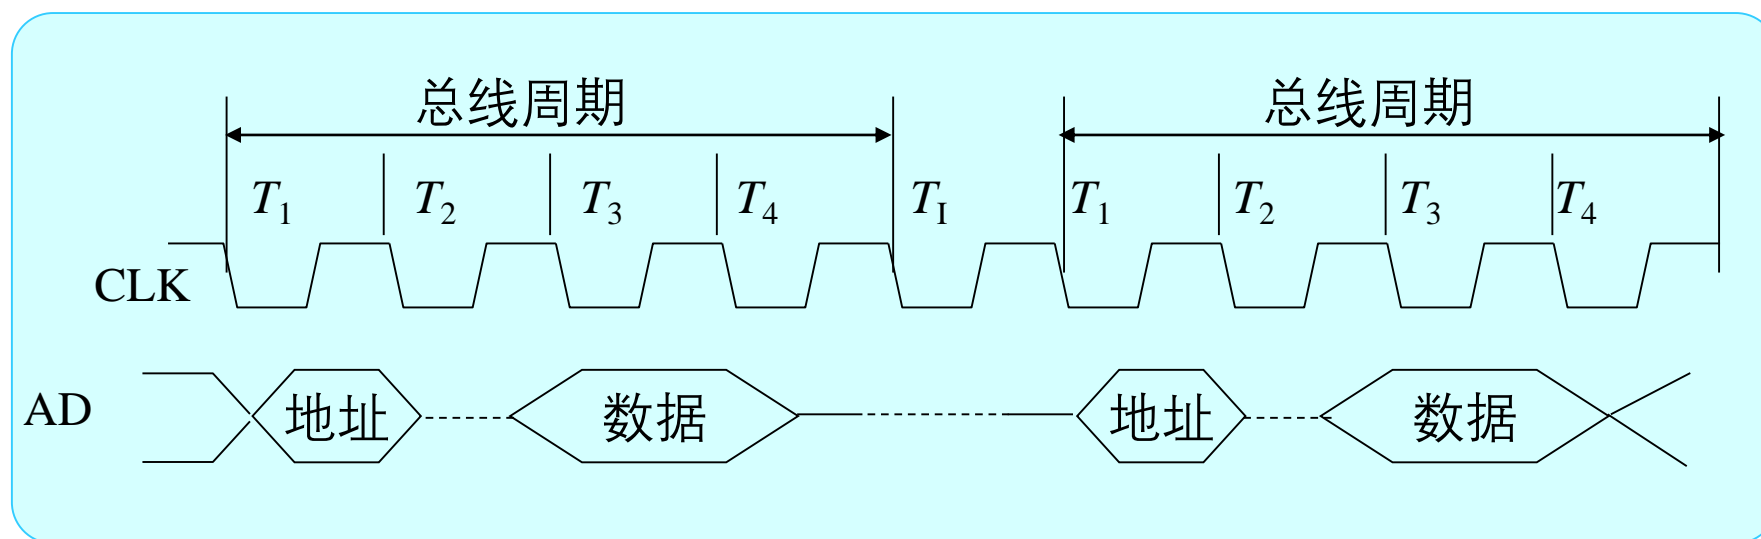 总线周期 总线周期
T1 T2 T3 T4 TI T1 T2 T3 T4
CLK
AD 地址 数据 地址 数据